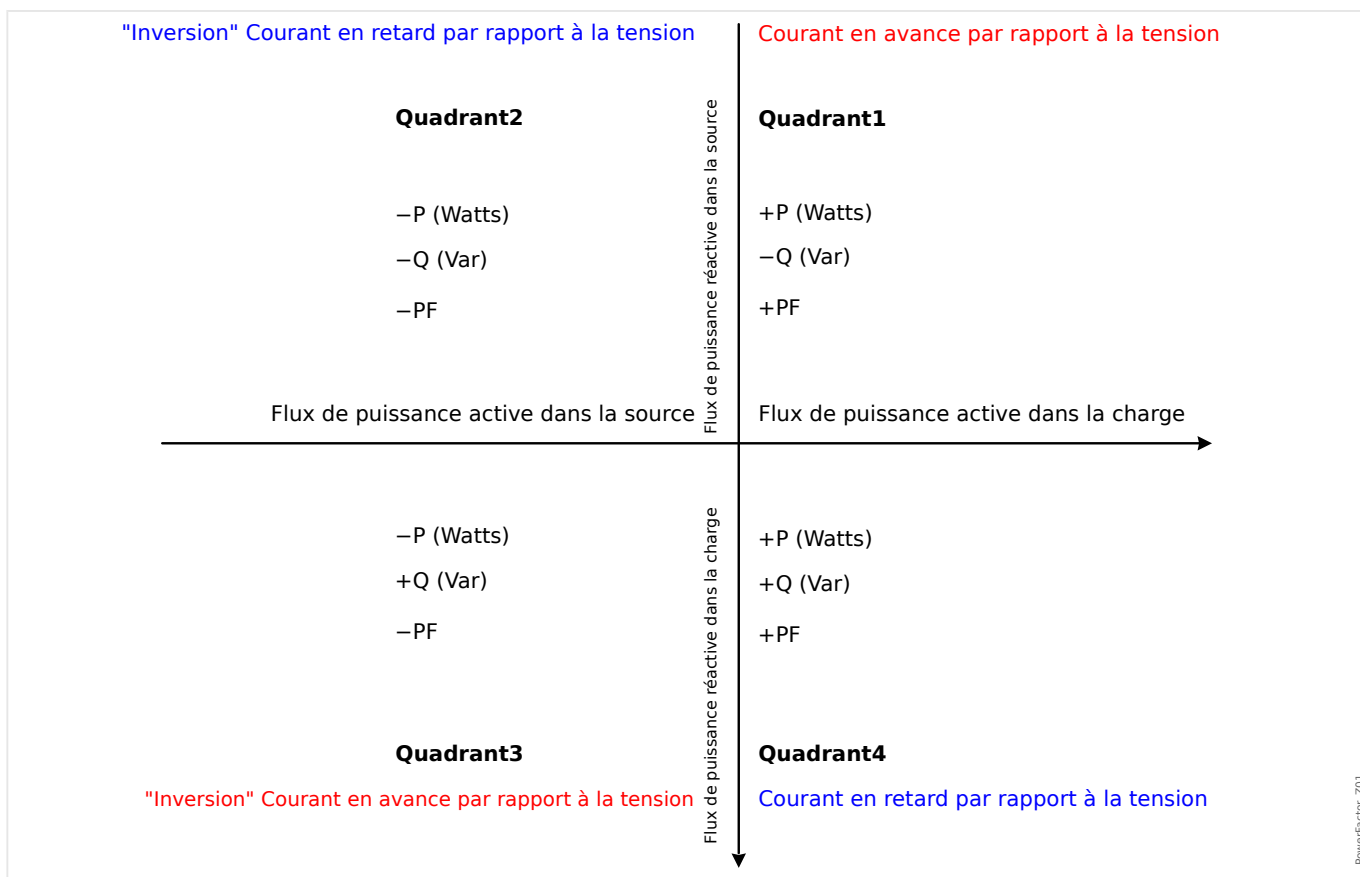 "Inversion" Courant en retard par rapport à la tension
Courant en avance par rapport à la tension
Quadrant2
Quadrant1
−P (Watts)
−Q (Var)
−PF
+P (Watts)
−Q (Var)
+PF
Flux de puissance réactive dans la source
Flux de puissance active dans la source
Flux de puissance active dans la charge
Flux de puissance réactive dans la charge
−P (Watts)
+Q (Var)
−PF
+P (Watts)
+Q (Var)
+PF
Quadrant3
Quadrant4
"Inversion" Courant en avance par rapport à la tension
Courant en retard par rapport à la tension
PowerFactor_Z01